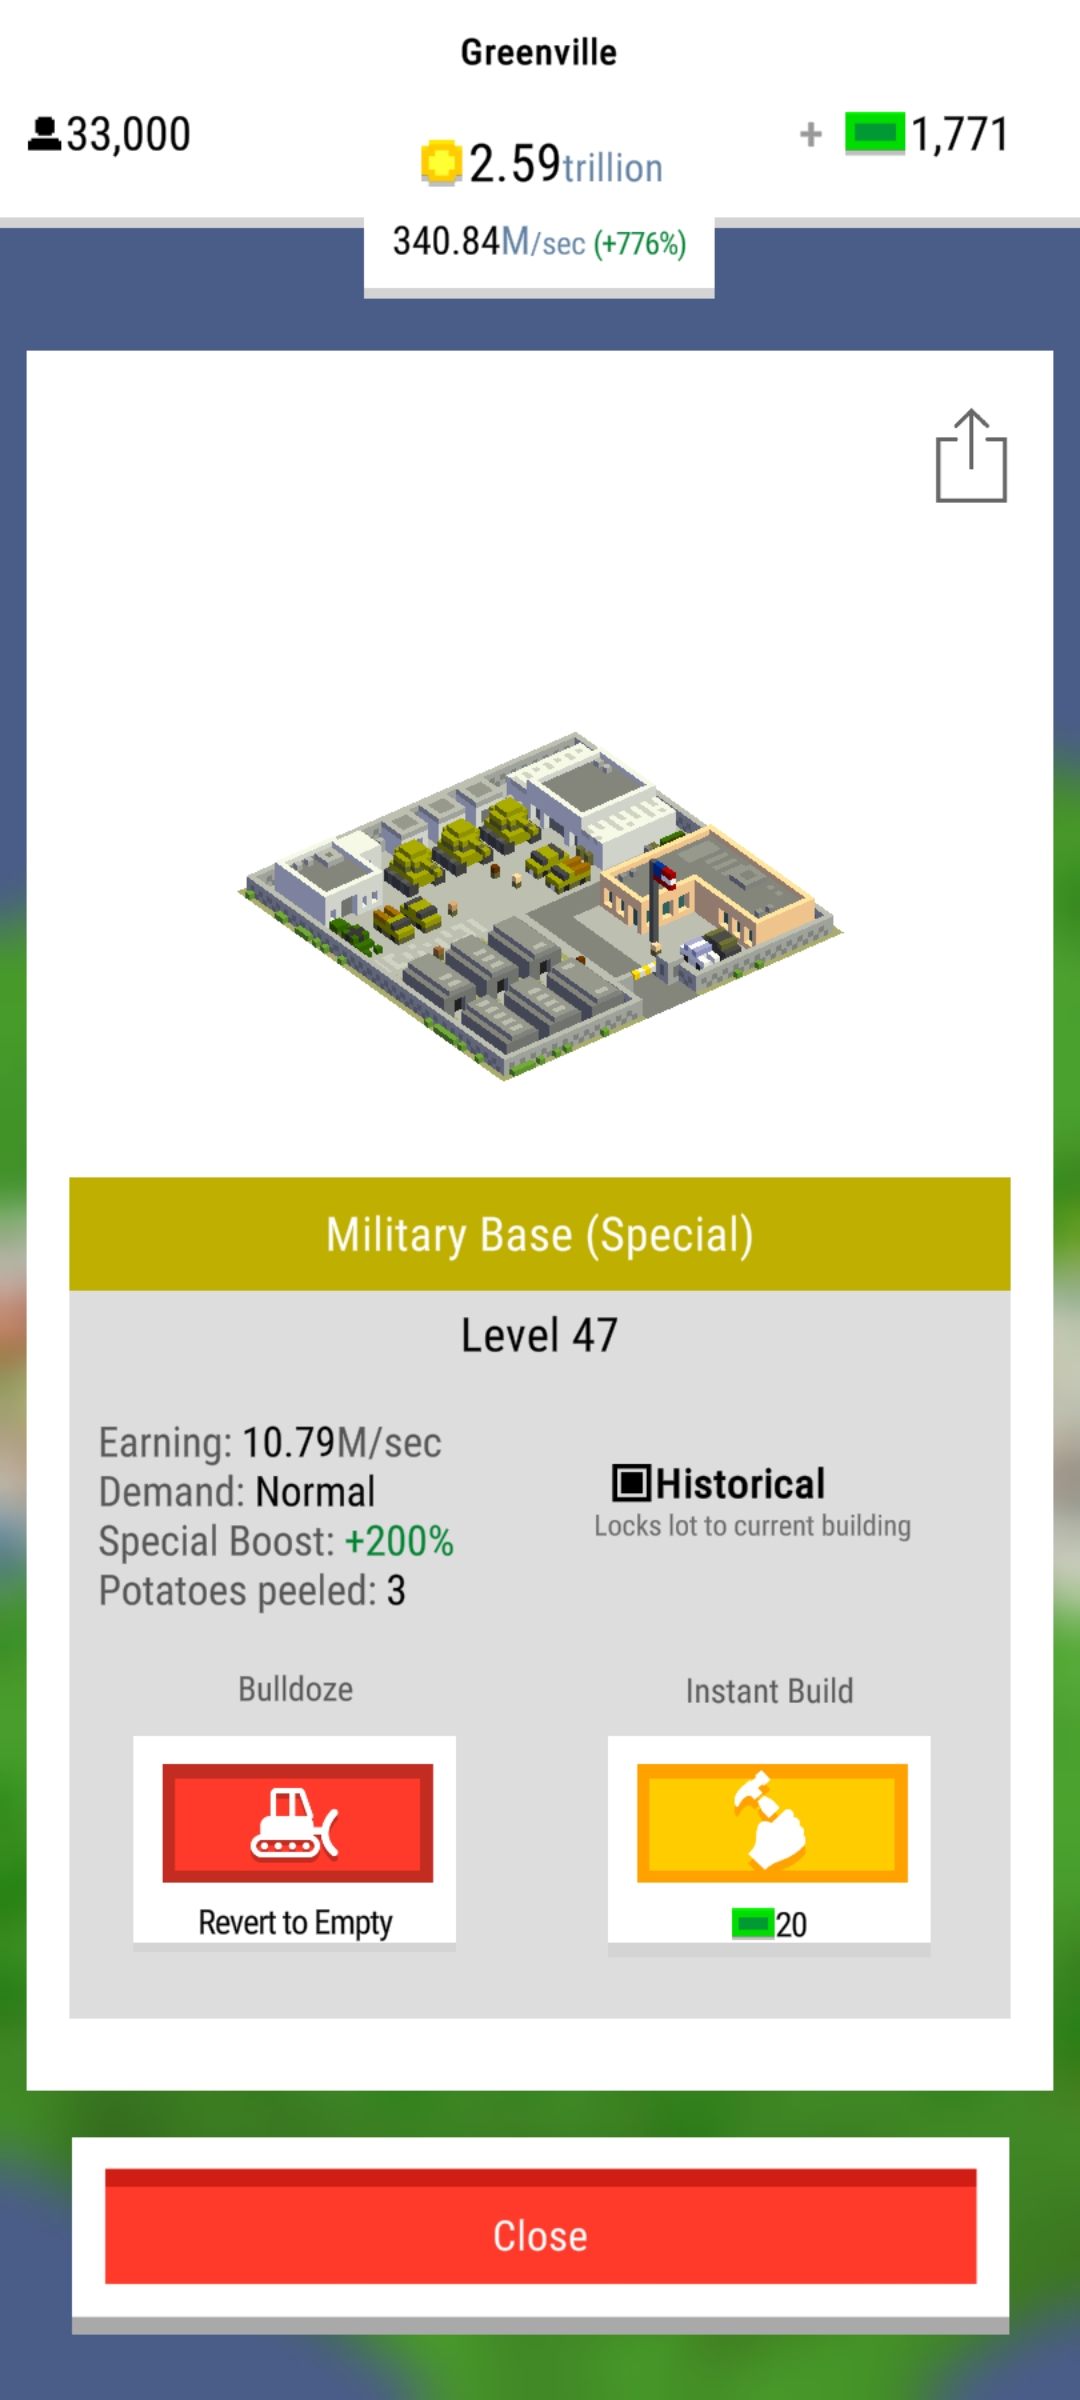 Greenville
33,000
2.59trillion
+ 1,771
340.84M/sec (+776%)
Military Base (Special)
Level 47
Earning: 10.79M/sec
Demand: Normal
Special Boost: +200%
Potatoes peeled: 3
Historical
Locks lot to current building
Bulldoze
Revert to Empty
Instant Build
20
Close